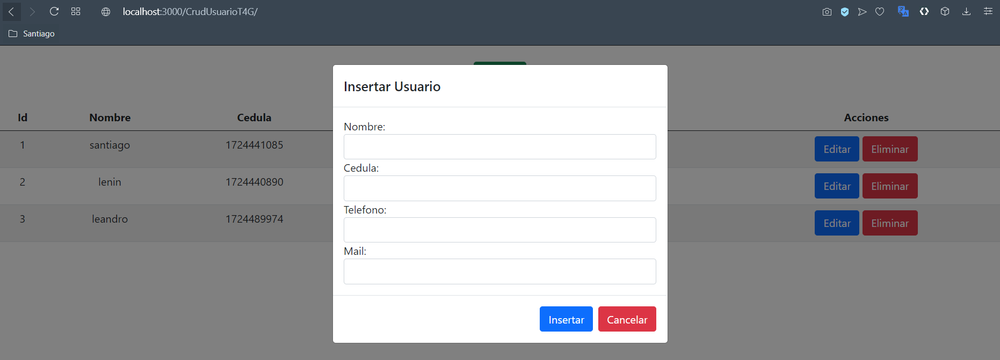 localhost:3000/CrudUsuarioT4G/
Santiago
Insertar Usuario
Id Nombre Cedula Acciones
Nombre:
1 santiago 1724441085 Editar Eliminar
Cedula:
2 lenin 1724440890 Editar Eliminar
Telefono:
3 leandro 1724489974 Editar Eliminar
Mail:
Insertar Cancelar